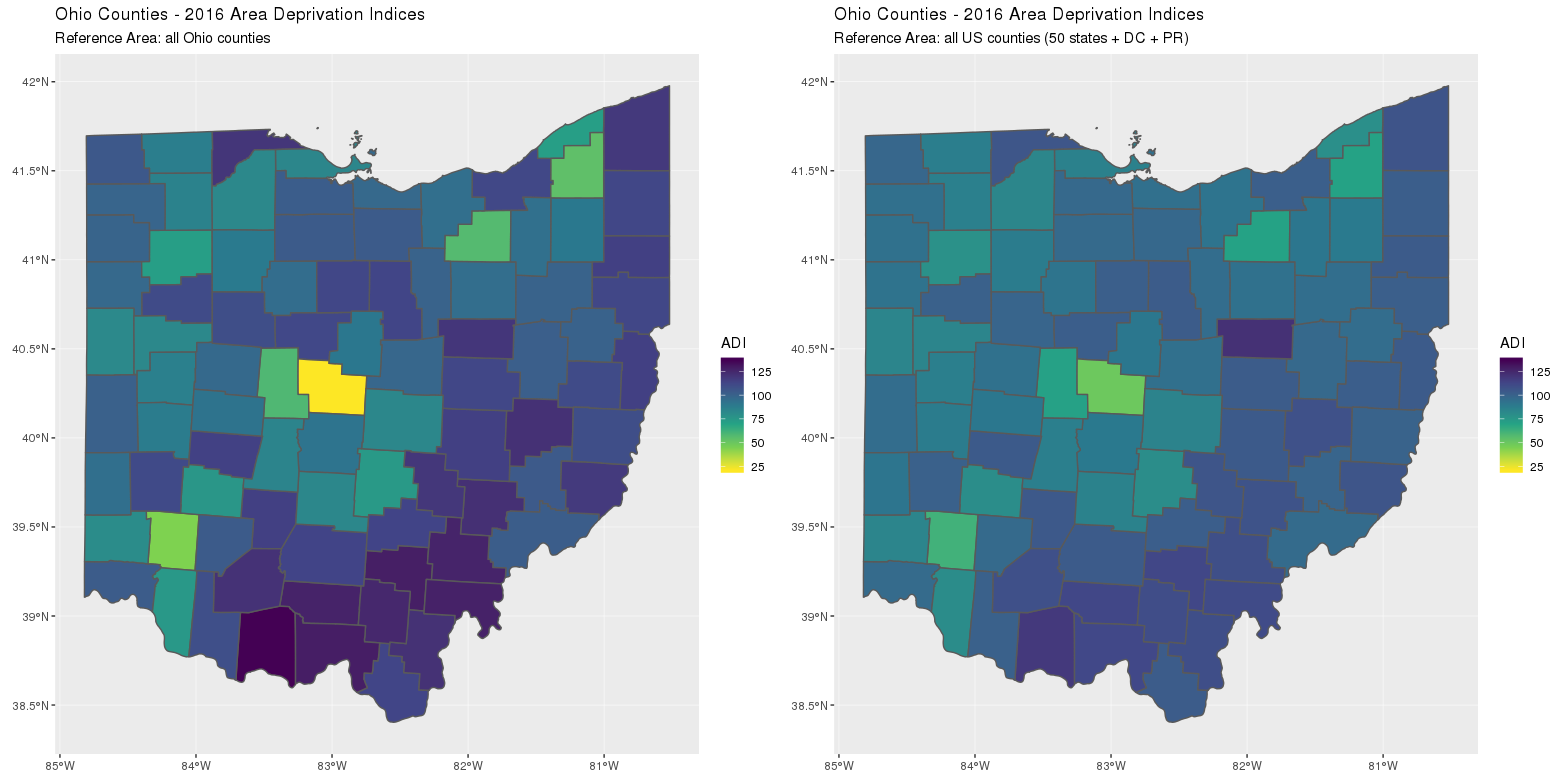 Ohio Counties - 2016 Area Deprivation Indices
Reference Area: all Ohio counties
42°N
41.5°N
41°N
40.5°N
40°N
39.5°N
39°N
38.5°N
85°W
84°W
83°W
82°W
81°W
ADI
125
100
75
50
25
Ohio Counties - 2016 Area Deprivation Indices
Reference Area: all US counties (50 states + DC + PR)
42°N
41.5°N
41°N
40.5°N
40°N
39.5°N
39°N
38.5°N
85°W
84°W
83°W
82°W
81°W
ADI
125
100
75
50
25